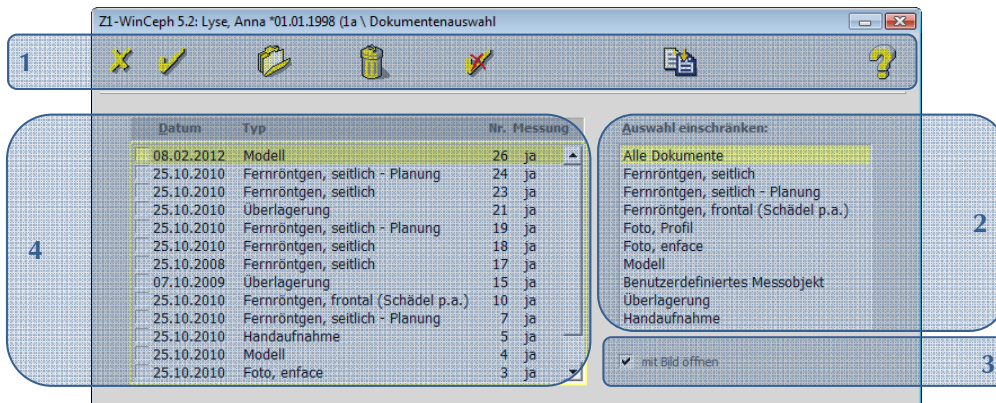 Z1-WinCeph 5.2: Lyse, Anna *01.01.1998 (1a \ Dokumentenauswahl
1
Datum Typ Nr. Messung
08.02.2012 Modell 26 ja
25.10.2010 Fernröntgen, seitlich - Planung 24 ja
25.10.2010 Fernröntgen, seitlich 23 ja
25.10.2010 Überlagerung 21 ja
25.10.2010 Fernröntgen, seitlich - Planung 19 ja
25.10.2010 Fernröntgen, seitlich 18 ja
25.10.2008 Fernröntgen, seitlich 17 ja
07.10.2009 Überlagerung 15 ja
25.10.2010 Fernröntgen, frontal (Schädel p.a.) 10 ja
25.10.2010 Fernröntgen, seitlich - Planung 7 ja
25.10.2010 Handaufnahme 5 ja
25.10.2010 Modell 4 ja
25.10.2010 Foto, enface 3 ja
4
Auswahl einschränken:
Alle Dokumente
Fernröntgen, seitlich
Fernröntgen, seitlich - Planung
Fernröntgen, frontal (Schädel p.a.)
Foto, Profil
Foto, enface
Modell
Benutzerdefiniertes Messobjekt
Überlagerung
Handaufnahme
2
mit Bild öffnen
3